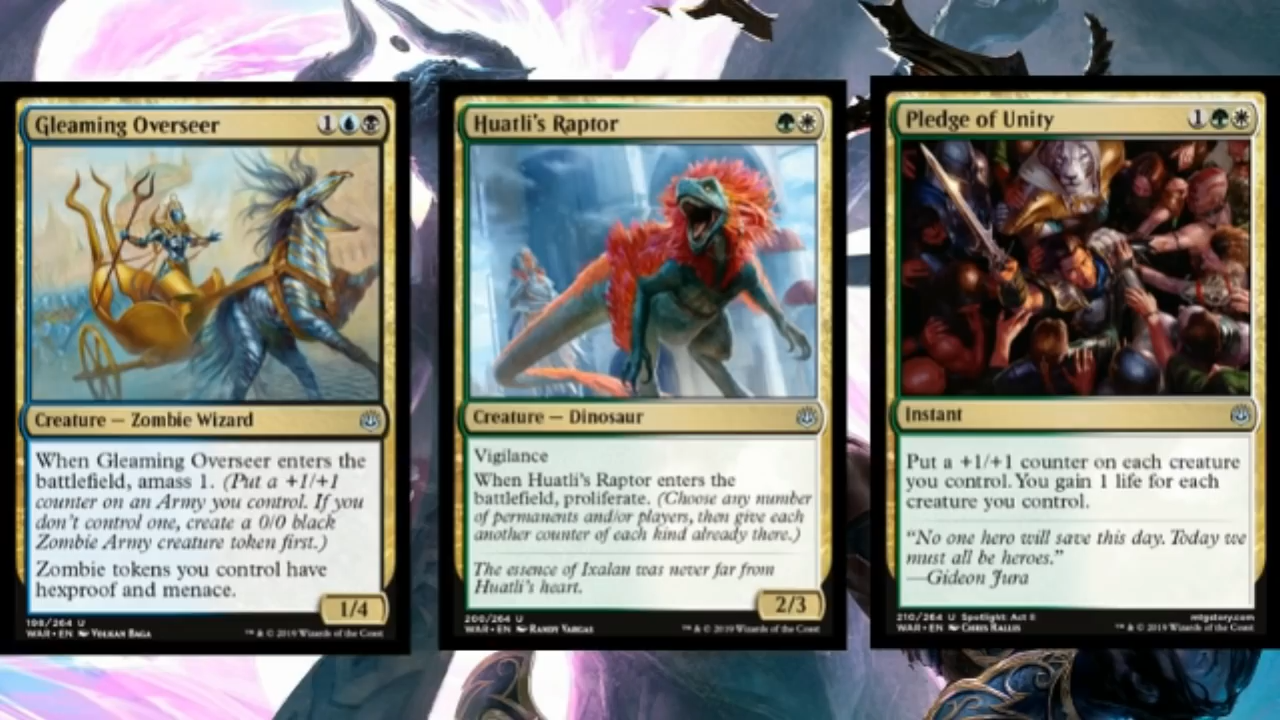 Gleaming Overseer 1
Creature — Zombie Wizard
When Gleaming Overseer enters the
battlefield, amass 1. (Put a +1/+1
counter on an Army you control. If you
don't control one, create a 0/0 black
Zombie Army creature token first.)
Zombie tokens you control have
hexproof and menace.
1/4
198/264 U
WAR • EN Volkan Baga
™ & © 2019 Wizards of the Coast
Huatli's Raptor
Creature — Dinosaur
Vigilance
When Huatli's Raptor enters the
battlefield, proliferate. (Choose any number
of permanents and/or players, then give each
another counter of each kind already there.)
The essence of Ixalan was never far from
Huatli's heart.
2/3
200/264 U
WAR • EN Randy Vargas
™ & © 2019 Wizards of the Coast
Pledge of Unity 1
Instant
Put a +1/+1 counter on each creature
you control. You gain 1 life for each
creature you control.
"No one hero will save this day. Today we
must all be heroes."
—Gideon Jura
210/264 U Spotlight: Act II
mtgstory.com
WAR • EN Chris Rallis
™ & © 2019 Wizards of the Coast